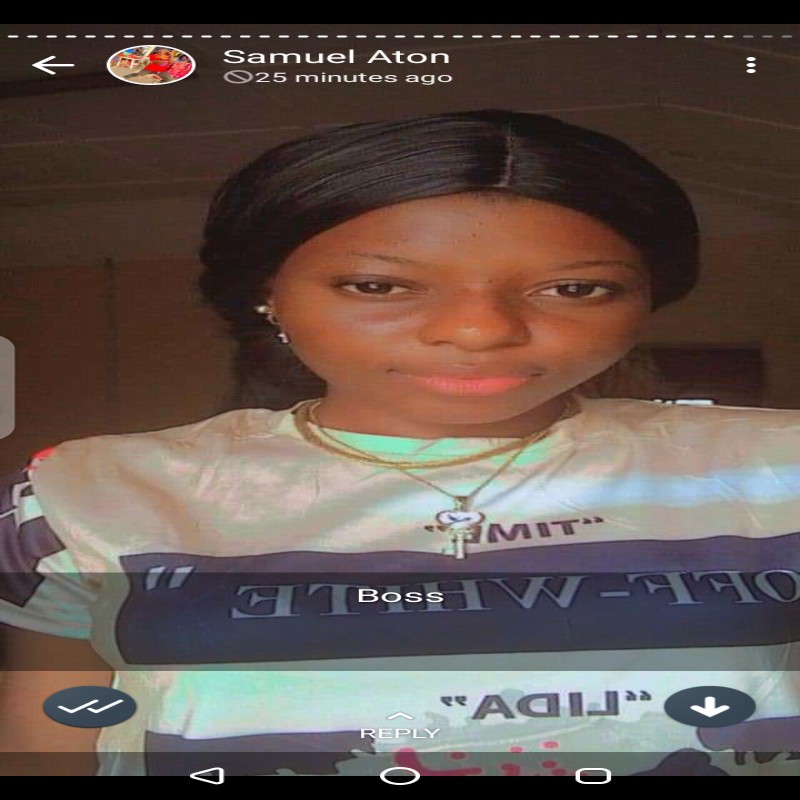 Samuel Aton
25 minutes ago
"TIME"
OFF-WHITE "
Boss
"LIDA"
REPLY